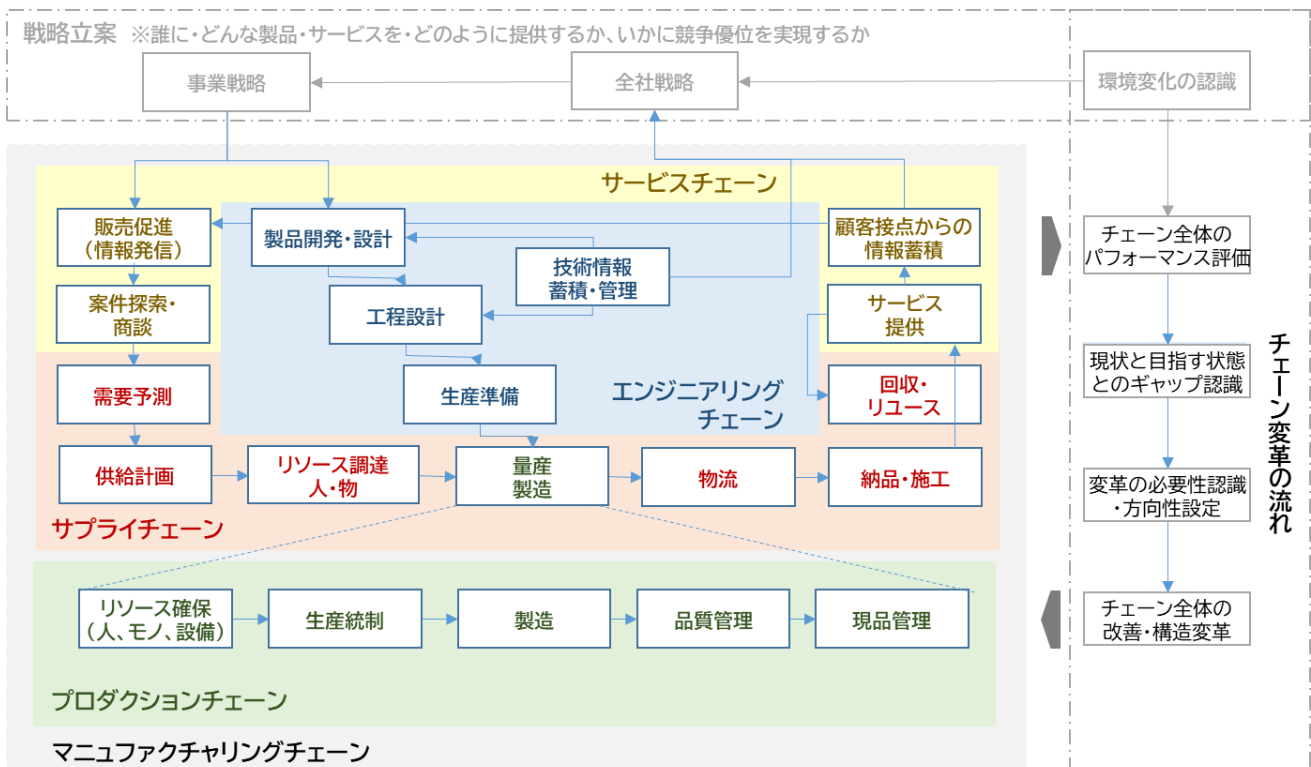 戦略立案 ※誰に・どんな製品・サービスを・どのように提供するか、いかに競争優位を実現するか
事業戦略
全社戦略
環境変化の認識
サービスチェーン
販売促進
（情報発信）
製品開発・設計
技術情報
蓄積・管理
顧客接点からの
情報蓄積
チェーン全体の
パフォーマンス評価
案件探索・
商談
工程設計
サービス
提供
需要予測
生産準備
エンジニアリング
チェーン
回収・
リユース
現状と目指す状態
とのギャップ認識
チェーン変革の流れ
供給計画
リソース調達
人・物
量産
製造
物流
納品・施工
変革の必要性認識
・方向性設定
サプライチェーン
リソース確保
（人、モノ、設備）
生産統制
製造
品質管理
現品管理
チェーン全体の
改善・構造変革
プロダクションチェーン
マニュファクチャリングチェーン